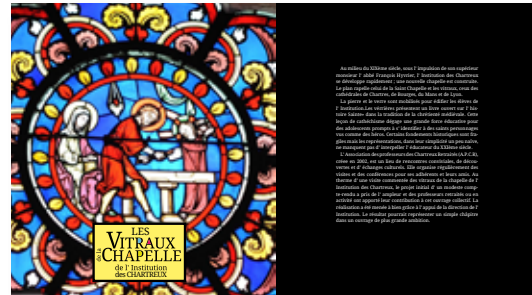 LES
VITRAUX
de la CHAPELLE
de l' Institution
des CHARTREUX
Au milieu du XIXème siècle, sous l' impulsion de son supérieur
monsieur l' abbé François Hyvrier, l' Institution des Chartreux
se développe rapidement ; une nouvelle chapelle est construite.
Le plan rapelle celui de la Saint Chapelle et les vitraux, ceux des
cathédrales de Chartres, de Bourges, du Mans et de Lyon.
La pierre et le verre sont mobilisés pour édifier les élèves de
l' Institution.Les verrières présentent un livre ouvert sur l' his-
toire Sainte» dans la tradition de la chrétienté médiévale. Cette
leçon de cathéchisme dégage une grande force éducative pour
des adolescents prompts à s' identifier à des saints personnages
vus comme des héros. Certains fondements historiques sont fra-
giles mais les représentations, dans leur simplicité un peu naïve,
ne manquent pas d' interpeller l' éducateur du XXIème siècle.
L' Association des professeurs des Chartreux Retraités (A.P.C.R),
créee en 2002, est un lieu de rencontres conviviales, de décou-
vertes et d' échanges culturels. Elle organise régulièrement des
visites et des conférences pour ses adhérents et leurs amis. Au
therme d' une visite commentée des vitraux de la chapelle de l'
Institution des Chartreux, le projet initial d' un modeste comp-
te-rendu a pris de l' ampleur et des professeurs retraités ou en
activité ont apporté leur contribution à cet ouvrage collectif. La
réalisation a été menée à bien grâce à l' appui de la direction de l'
Institution. Le résultat pourrait représenter un simple châpitre
dans un ouvrage de plus grande ambition.